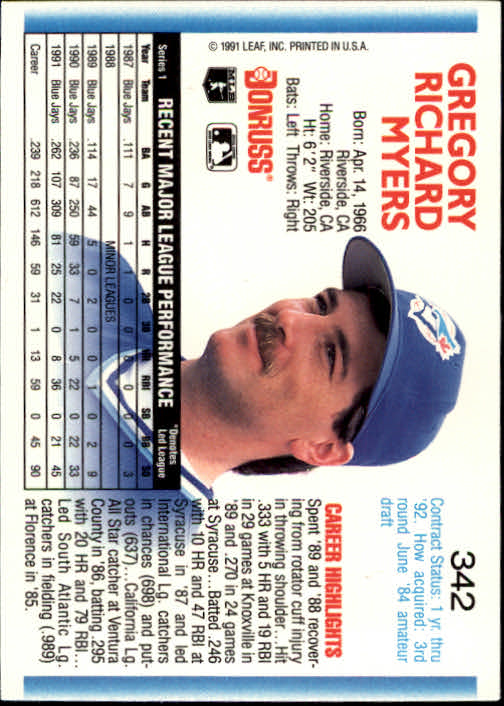 GREGORY
RICHARD
MYERS
Born: Apr. 14, 1966
Riverside, CA
Home: Riverside, CA
Ht: 6'2" Wt: 205
Bats: Left Throws: Right
DONRUSS®
MLBPA
© 1991 LEAF, INC. PRINTED IN U.S.A.
342
Contract Status: 1 yr. thru
'92. How acquired: 3rd
round June '84 amateur
draft
CAREER HIGHLIGHTS
Spent '89 and '88 recover-
ing from rotator cuff injury
in throwing shoulder...Hit
.333 with 5 HR and 19 RBI
in 29 games at Knoxville in
'89 and .270 in 24 games
at Syracuse....Batted .246
with 10 HR and 47 RBI at
Syracuse in '87 and led
International Lg. catchers
in chances (698) and put-
outs (637)....California Lg.
All Star catcher at Ventura
County in '86, batting .295
with 20 HR and 79 RBI...
Led South Atlantic Lg.
catchers in fielding (.989)
at Florence in '85.
Series 1 RECENT MAJOR LEAGUE PERFORMANCE *Denotes Led League
Year Team BA G AB H R 2B 3B HR RBI SB BB SO
1987 Blue Jays .111 7 9 1 1 0 0 0 0 0 0 3
1988 MINOR LEAGUES
1989 Blue Jays .114 17 44 5 0 2 0 0 1 0 2 9
1990 Blue Jays .226 87 250 59 33 7 1 5 22 0 22 33
1991 Blue Jays .262 107 309 81 25 22 0 8 36 0 21 45
Career .239 218 612 146 59 31 1 13 59 0 45 90